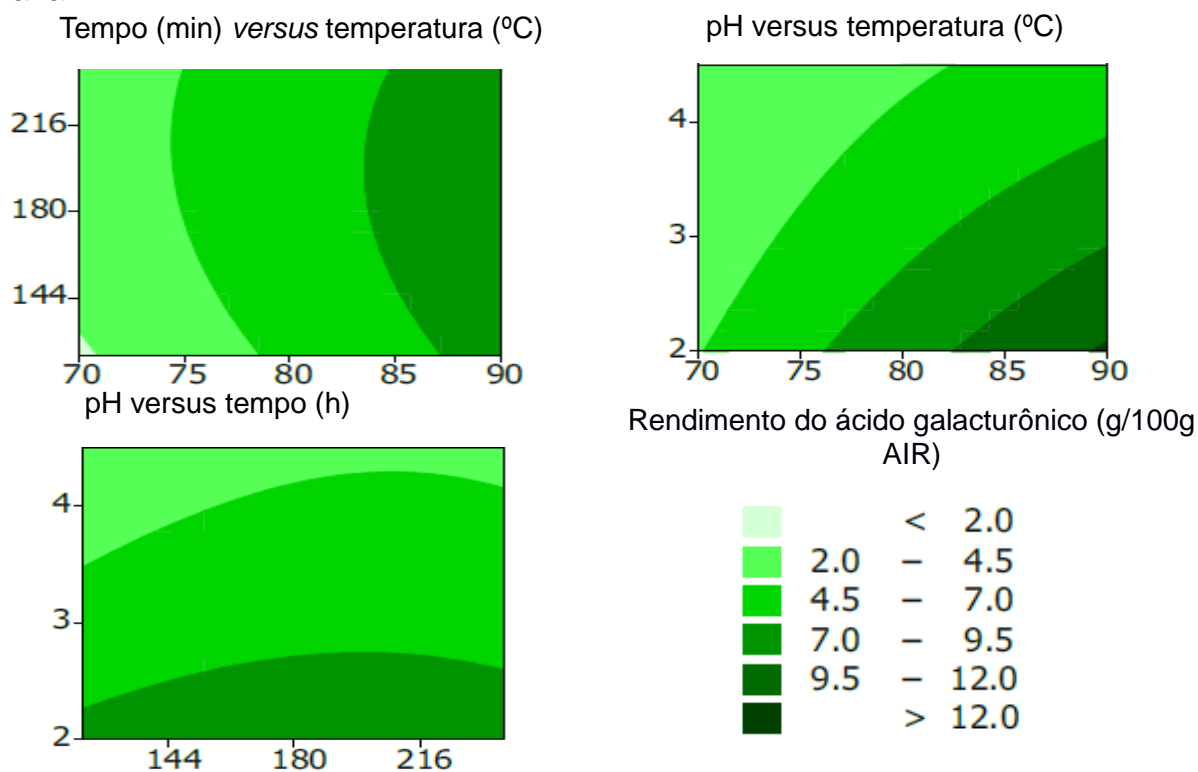 Tempo (min) versus temperatura (ºC)
216
180
144
70 75 80 85 90
pH versus temperatura (ºC)
4
3
2
70 75 80 85 90
pH versus tempo (h)
4
3
2
144 180 216
Rendimento do ácido galacturônico (g/100g
AIR)
< 2.0
2.0 – 4.5
4.5 – 7.0
7.0 – 9.5
9.5 – 12.0
> 12.0